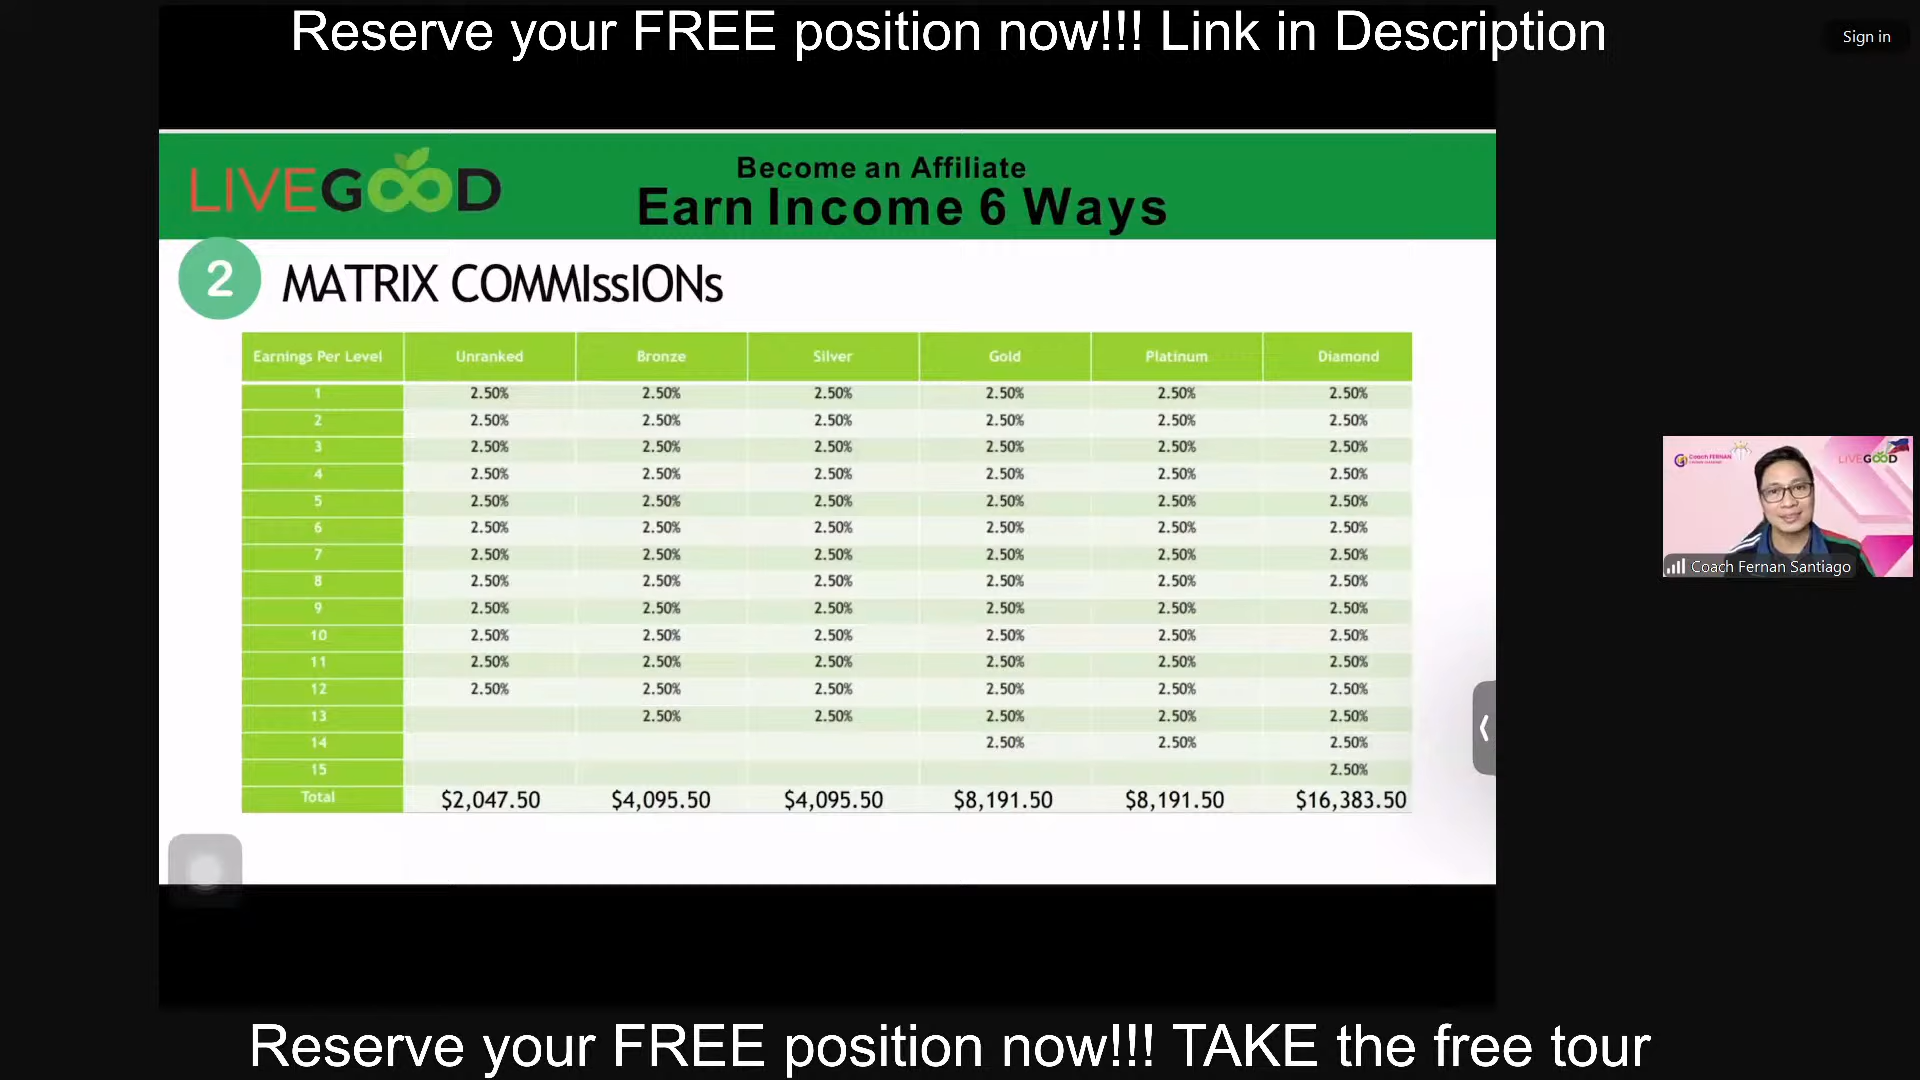 Reserve your FREE position now!!! Link in Description
Sign in
LIVEGOOD
Become an Affiliate
Earn Income 6 Ways
2 MATRIX COMMIssIONs
Earnings Per Level Unranked Bronze Silver Gold Platinum Diamond
1 2.50% 2.50% 2.50% 2.50% 2.50% 2.50%
2 2.50% 2.50% 2.50% 2.50% 2.50% 2.50%
3 2.50% 2.50% 2.50% 2.50% 2.50% 2.50%
4 2.50% 2.50% 2.50% 2.50% 2.50% 2.50%
5 2.50% 2.50% 2.50% 2.50% 2.50% 2.50%
6 2.50% 2.50% 2.50% 2.50% 2.50% 2.50%
7 2.50% 2.50% 2.50% 2.50% 2.50% 2.50%
8 2.50% 2.50% 2.50% 2.50% 2.50% 2.50%
9 2.50% 2.50% 2.50% 2.50% 2.50% 2.50%
10 2.50% 2.50% 2.50% 2.50% 2.50% 2.50%
11 2.50% 2.50% 2.50% 2.50% 2.50% 2.50%
12 2.50% 2.50% 2.50% 2.50% 2.50% 2.50%
13 2.50% 2.50% 2.50% 2.50% 2.50%
14 2.50% 2.50% 2.50%
15 2.50%
Total $2,047.50 $4,095.50 $4,095.50 $8,191.50 $8,191.50 $16,383.50
Coach FERNAN
LIVEGOOD
Coach Fernan Santiago
Reserve your FREE position now!!! TAKE the free tour